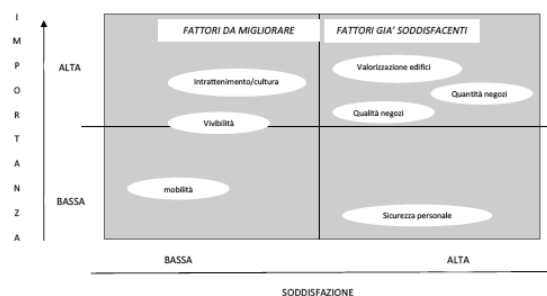 I
M
P
O
R
T
A
N
Z
A
ALTA
BASSA
FATTORI DA MIGLIORARE
FATTORI GIA’ SODDISFACENTI
Intrattenimento/cultura
Valorizzazione edifici
Quantità negozi
Qualità negozi
Vivibilità
mobilità
Sicurezza personale
BASSA
ALTA
SODDISFAZIONE